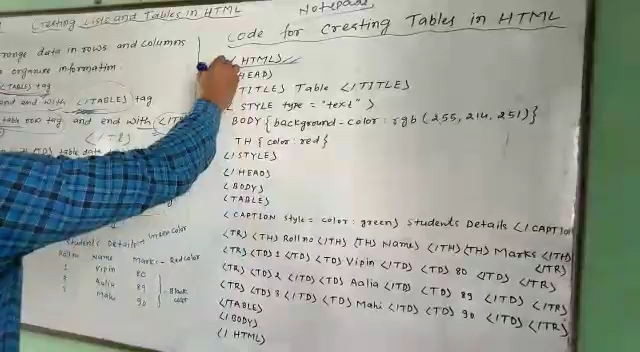 Creating Lists and Tables in HTML
range data in rows and columns
organise information.
<TABLE> tag
and end with </TABLE> tag
table row tag and end with </TR>
</TR>
table data
Students Details - Green color
Roll no Name Marks - Red color
1 Vipin 80
2 Aalia 89
3 Mahi 90
Black color
Notepad
Code for Creating Tables in HTML
<HTML>
HEAD>
TITLE> Table </TITLE>
<STYLE type = "text">
BODY {background-color: rgb (255, 214, 251)}
TH {color: red}
</STYLE>
</HEAD>
<BODY>
<TABLE>
<CAPTION style = color: green> Students Details </CAPTION
<TR> <TH> Roll no </TH> <TH> Name </TH> <TH> Marks </TH>
</TR>
<TR> <TD> 1 </TD> <TD> Vipin </TD> <TD> 80 </TD> </TR>
<TR> <TD> 2 </TD> <TD> Aalia </TD> <TD> 89 </TD> </TR>
<TR> <TD> 3 </TD> <TD> Mahi </TD> <TD> 90 </TD> </TR>
</TABLE>
</BODY>
</HTML>